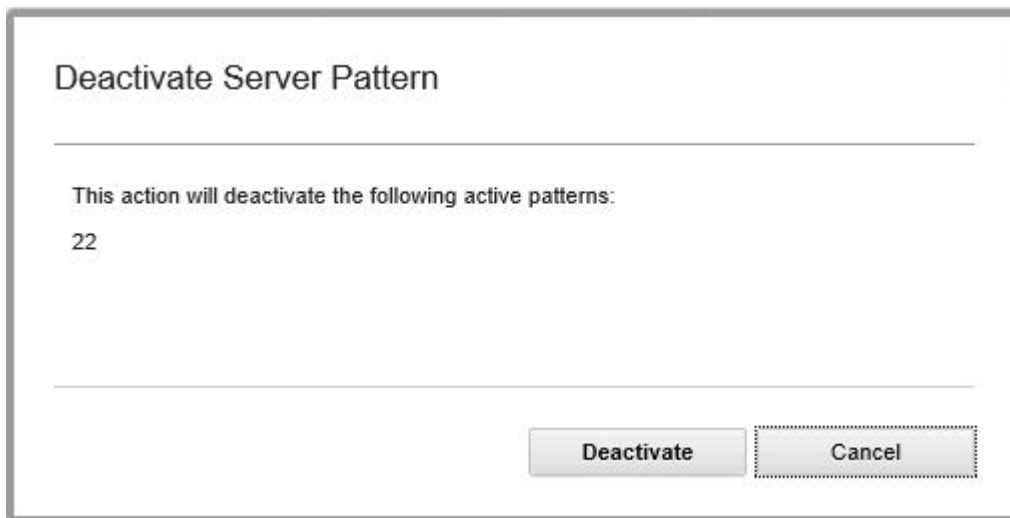 Deactivate Server Pattern
This action will deactivate the following active patterns:
22
Deactivate
Cancel